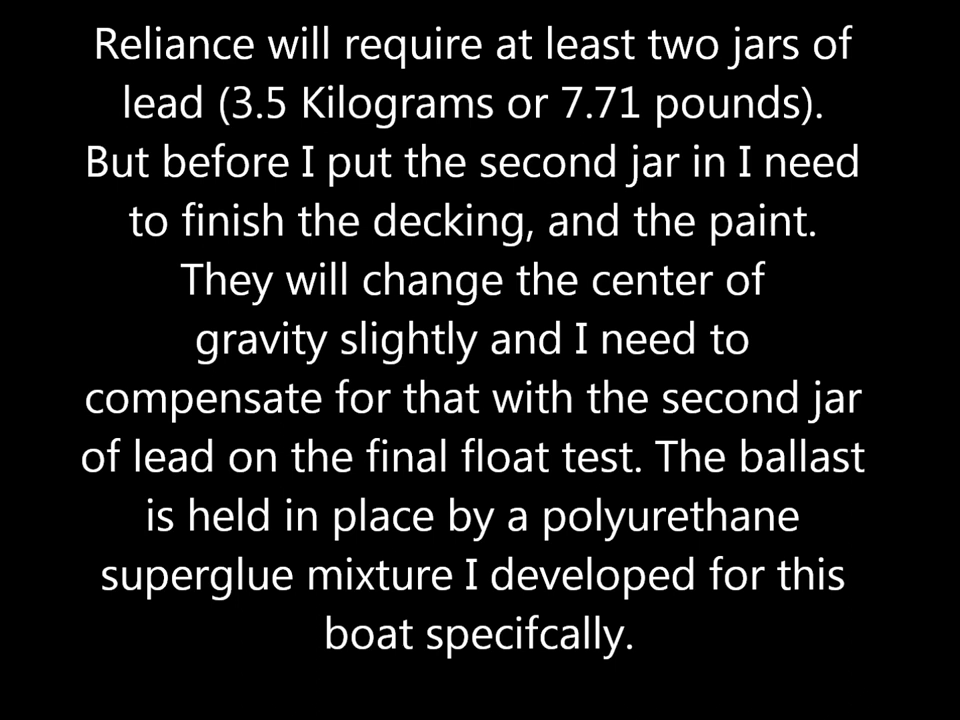 Reliance will require at least two jars of
lead (3.5 Kilograms or 7.71 pounds).
But before I put the second jar in I need
to finish the decking, and the paint.
They will change the center of
gravity slightly and I need to
compensate for that with the second jar
of lead on the final float test. The ballast
is held in place by a polyurethane
superglue mixture I developed for this
boat specifcally.